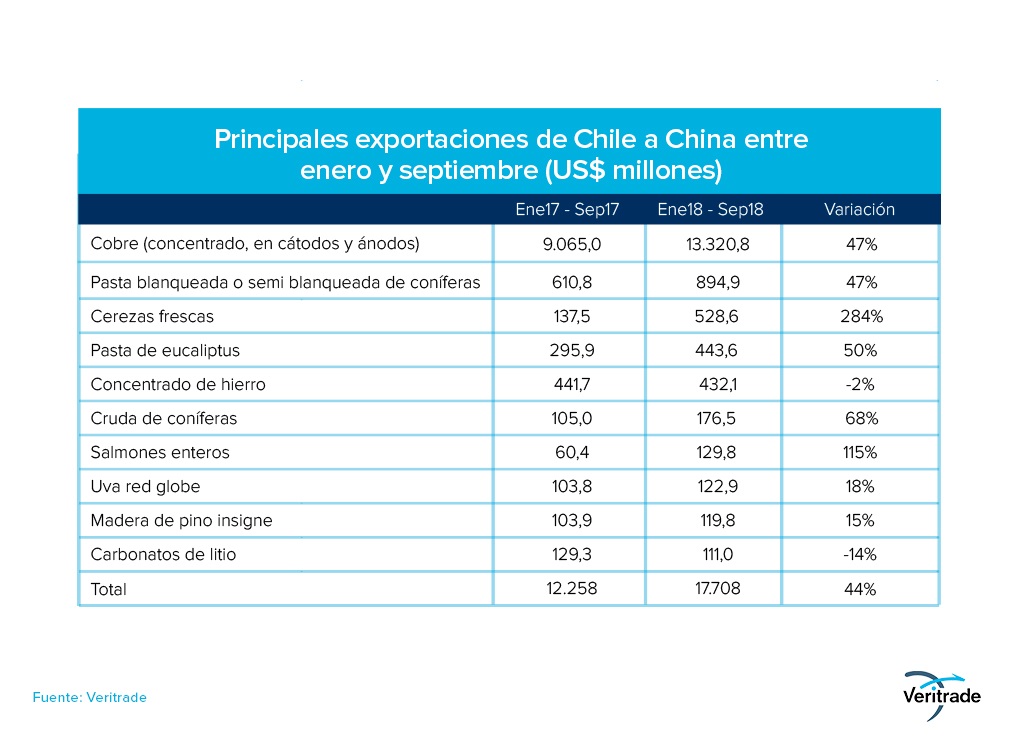 Principales exportaciones de Chile a China entre
enero y septiembre (US$ millones)
Ene17 - Sep17 Ene18 - Sep18 Variación
Cobre (concentrado, en cátodos y ánodos) 9.065,0 13.320,8 47%
Pasta blanqueada o semi blanqueada de coníferas 610,8 894,9 47%
Cerezas frescas 137,5 528,6 284%
Pasta de eucaliptus 295,9 443,6 50%
Concentrado de hierro 441,7 432,1 -2%
Cruda de coníferas 105,0 176,5 68%
Salmones enteros 60,4 129,8 115%
Uva red globe 103,8 122,9 18%
Madera de pino insigne 103,9 119,8 15%
Carbonatos de litio 129,3 111,0 -14%
Total 12.258 17.708 44%
Fuente: Veritrade
Veritrade